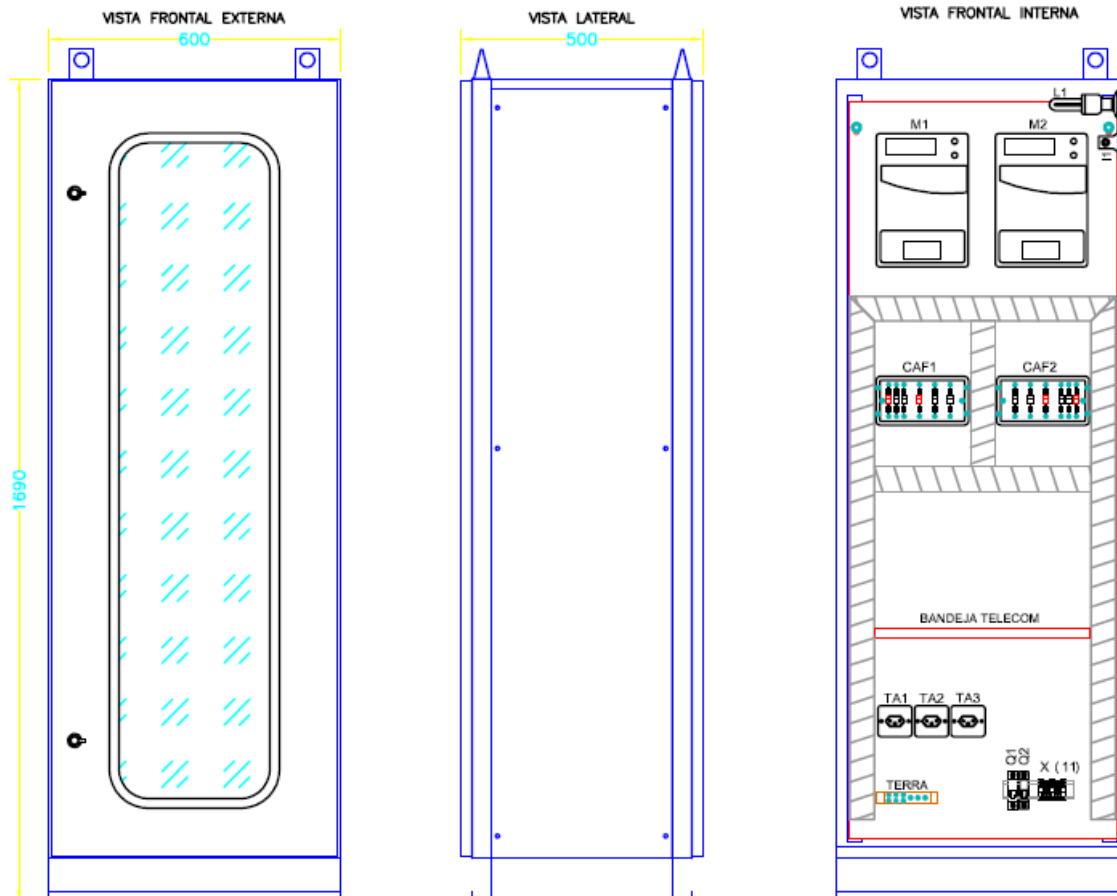 VISTA FRONTAL EXTERNA
600
1690
VISTA LATERAL
500
VISTA FRONTAL INTERNA
L1
M1
M2
CAF1
CAF2
BANDEJA TELECOM
TA1
TA2
TA3
Q1
Q2
X (11)
TERRA